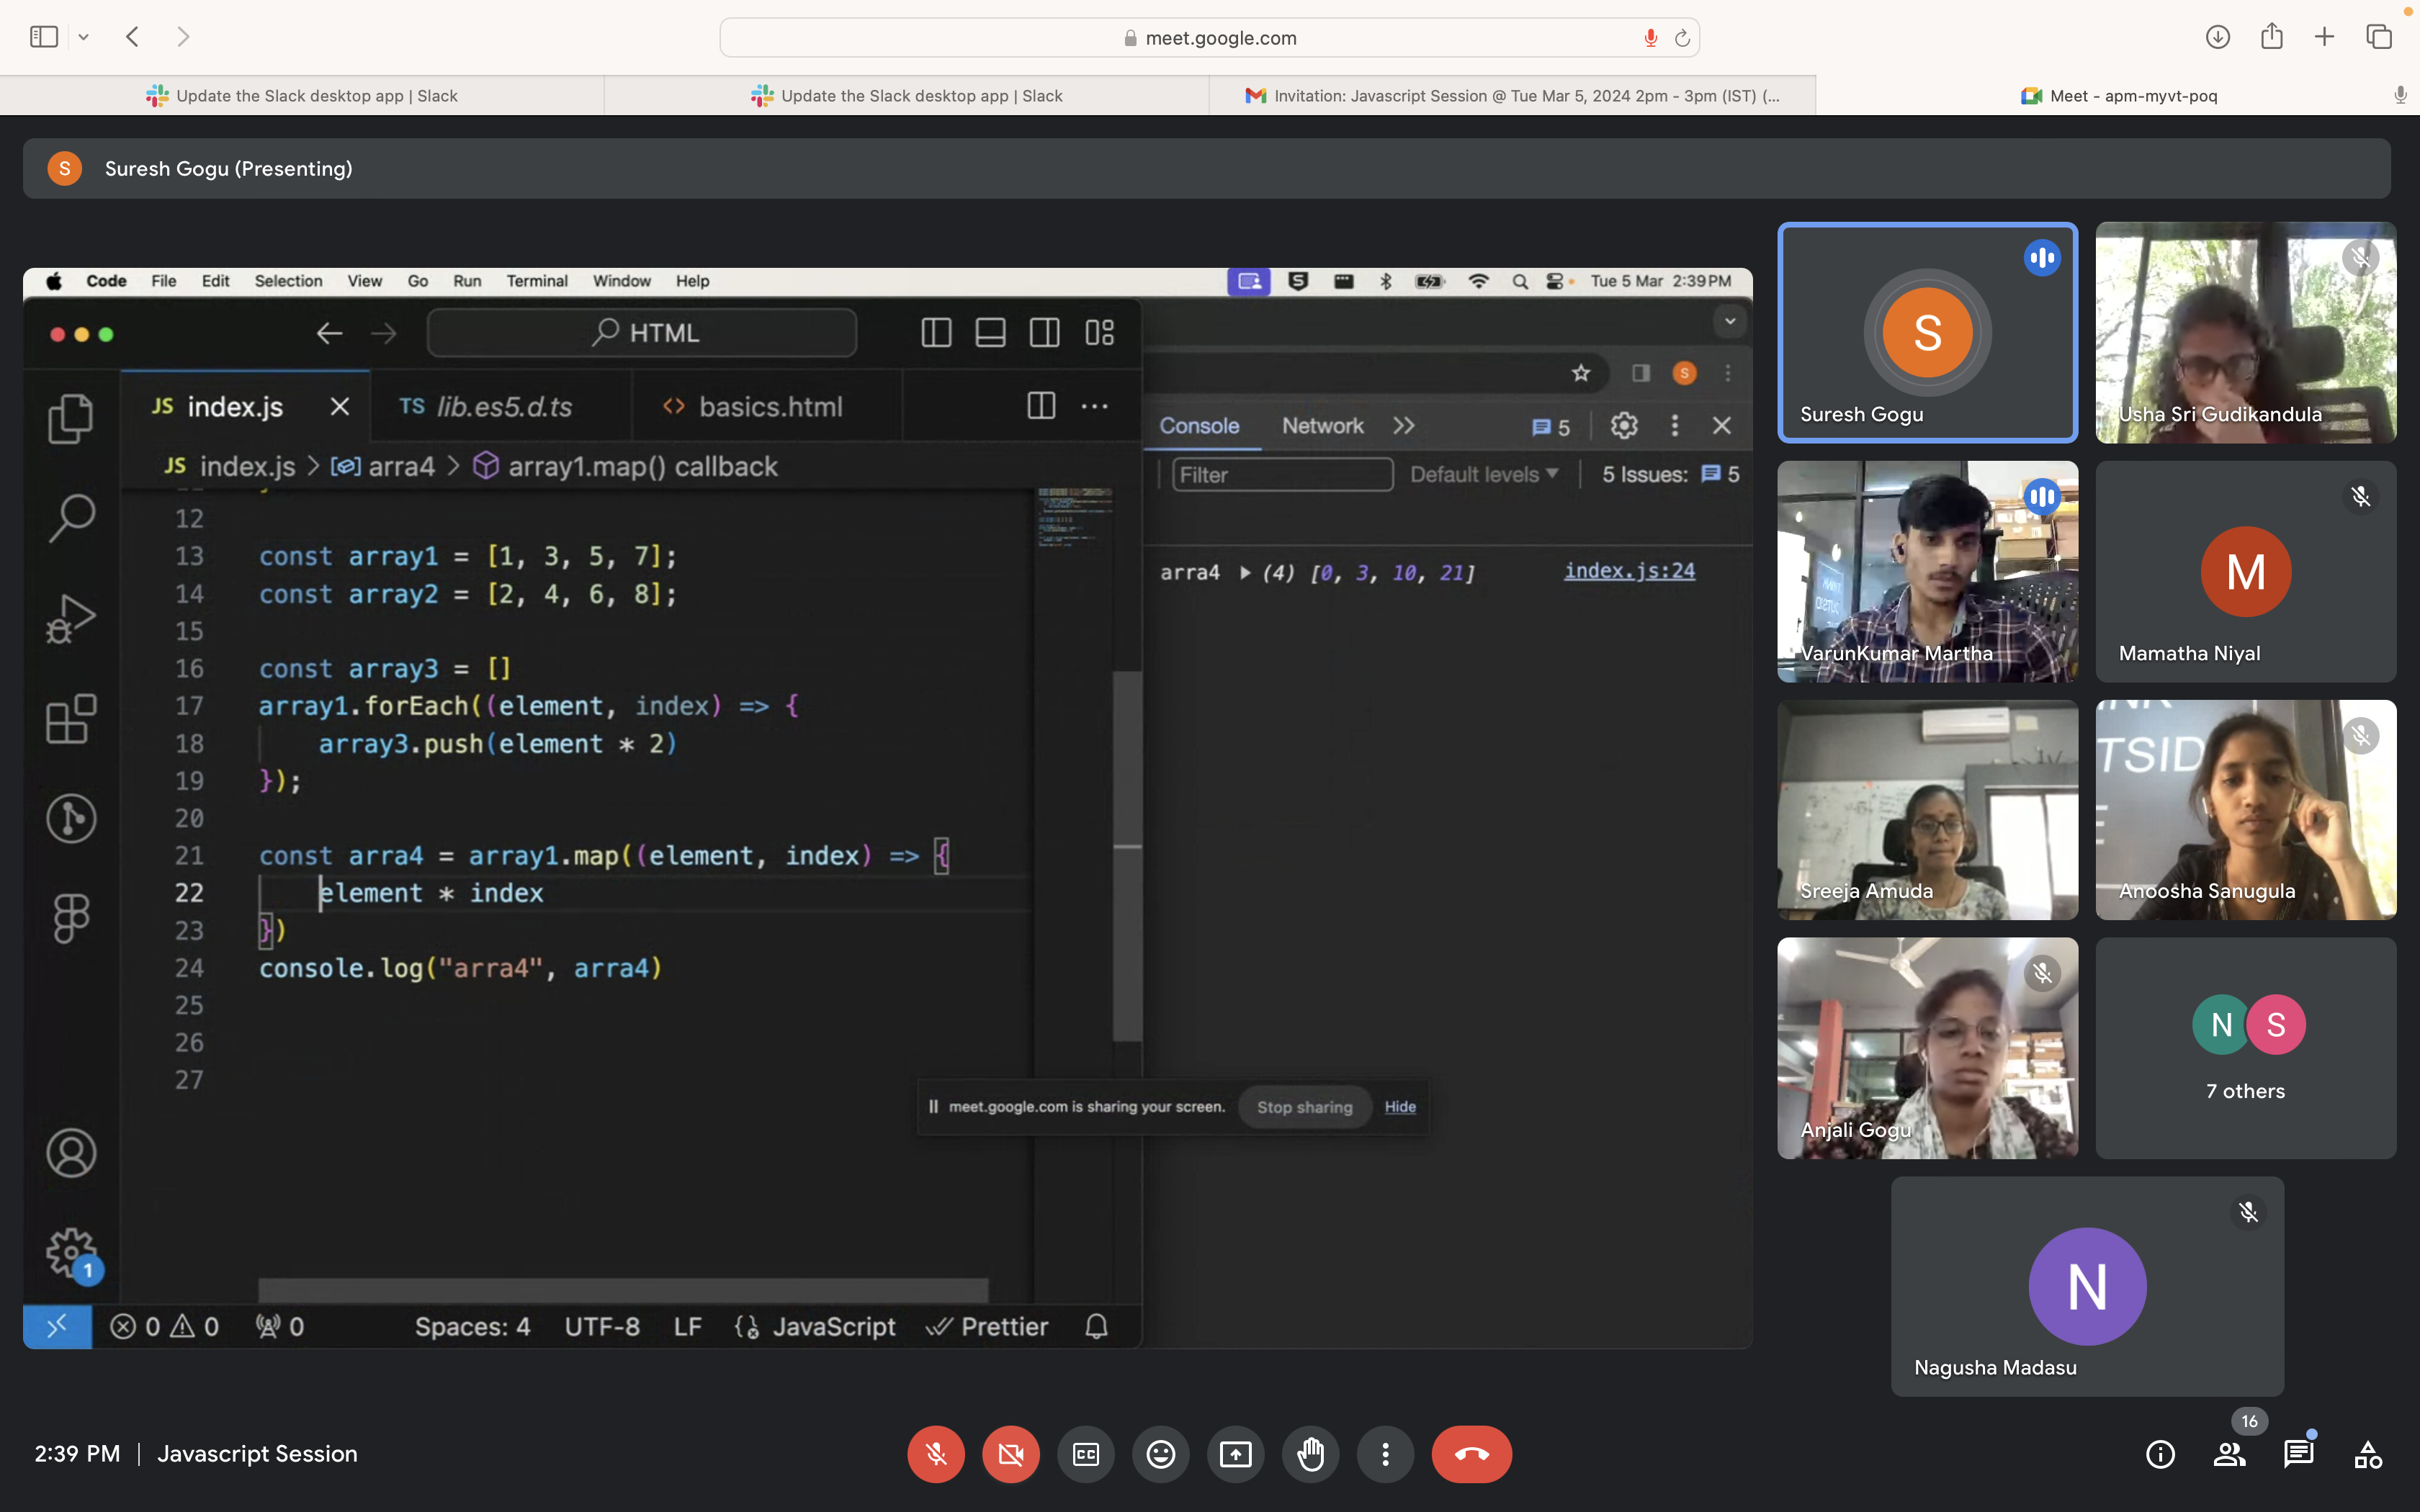 meet.google.com
Update the Slack desktop app | Slack
Update the Slack desktop app | Slack
Invitation: Javascript Session @ Tue Mar 5, 2024 2pm - 3pm (IST) (...
Meet - apm-myvt-poq
S
Suresh Gogu (Presenting)
Code File Edit Selection View Go Run Terminal Window Help
Tue 5 Mar 2:39 PM
HTML
JS index.js
TS lib.es5.d.ts
<> basics.html
JS index.js > arra4 > array1.map() callback
12
13 const array1 = [1, 3, 5, 7];
14 const array2 = [2, 4, 6, 8];
15
16 const array3 = []
17 array1.forEach((element, index) => {
18 array3.push(element * 2)
19 });
20
21 const arra4 = array1.map((element, index) => {
22 element * index
23 })
24 console.log("arra4", arra4)
25
26
27
1
0 0 0 Spaces: 4 UTF-8 LF JavaScript Prettier
S
Console Network 5
Filter Default levels 5 Issues: 5
arra4 (4) [0, 3, 10, 21] index.js:24
meet.google.com is sharing your screen. Stop sharing Hide
S
Suresh Gogu
Usha Sri Gudikandula
VarunKumar Martha
M
Mamatha Niyal
Sreeja Amuda
TSID
Anoosha Sanugula
Anjali Gogu
N S
7 others
N
Nagusha Madasu
2:39 PM | Javascript Session
CC
16